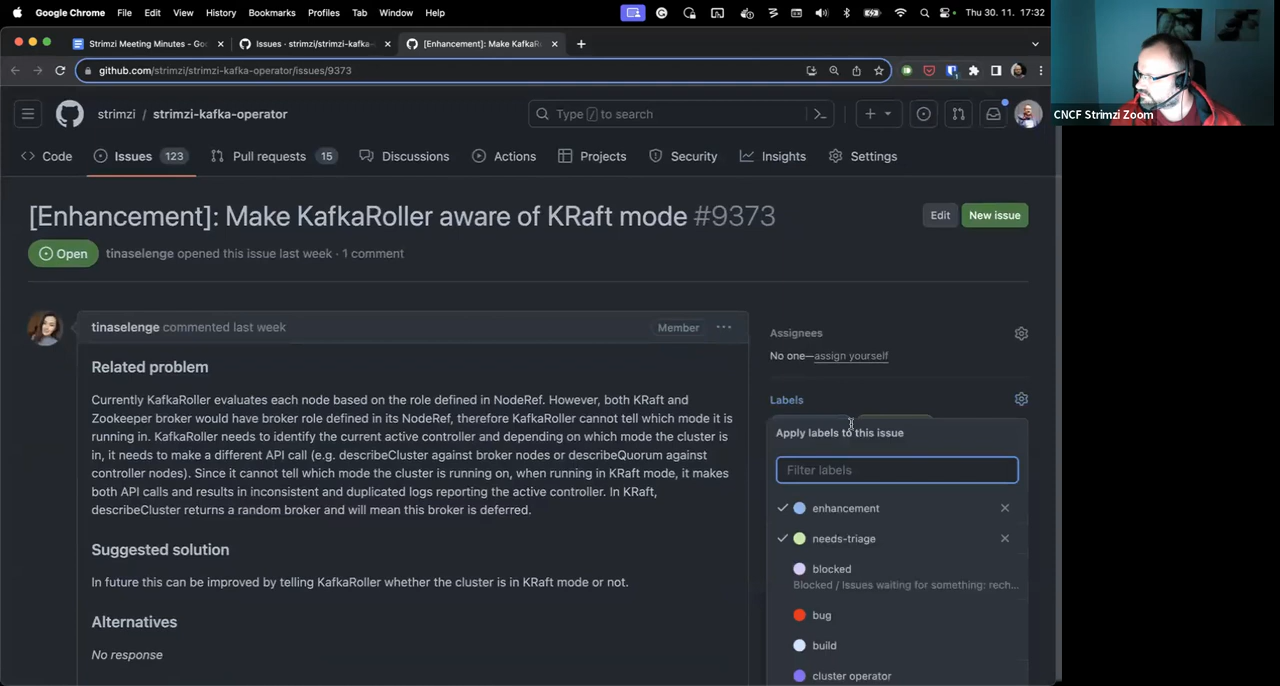 Google Chrome File Edit View History Bookmarks Profiles Tab Window Help Thu 30. 11. 17:32
Strimzi Meeting Minutes - Go
Issues · strimzi/strimzi-kafka-
[Enhancement]: Make KafkaRo
github.com/strimzi/strimzi-kafka-operator/issues/9373
CNCF Strimzi Zoom
strimzi / strimzi-kafka-operator
Type / to search
Code Issues 123 Pull requests 15 Discussions Actions Projects Security Insights Settings
[Enhancement]: Make KafkaRoller aware of KRaft mode #9373
Edit New issue
Open tinaselenge opened this issue last week · 1 comment
tinaselenge commented last week Member
Related problem
Currently KafkaRoller evaluates each node based on the role defined in NodeRef. However, both KRaft and
Zookeeper broker would have broker role defined in its NodeRef, therefore KafkaRoller cannot tell which mode it is
running in. KafkaRoller needs to identify the current active controller and depending on which mode the cluster is
in, it needs to make a different API call (e.g. describeCluster against broker nodes or describeQuorum against
controller nodes). Since it cannot tell which mode the cluster is running on, when running in KRaft mode, it makes
both API calls and results in inconsistent and duplicated logs reporting the active controller. In KRaft,
describeCluster returns a random broker and will mean this broker is deferred.
Suggested solution
In future this can be improved by telling KafkaRoller whether the cluster is in KRaft mode or not.
Alternatives
No response
Assignees
No one—assign yourself
Labels
Apply labels to this issue
Filter labels
enhancement
needs-triage
blocked
Blocked / Issues waiting for something: rech...
bug
build
cluster operator